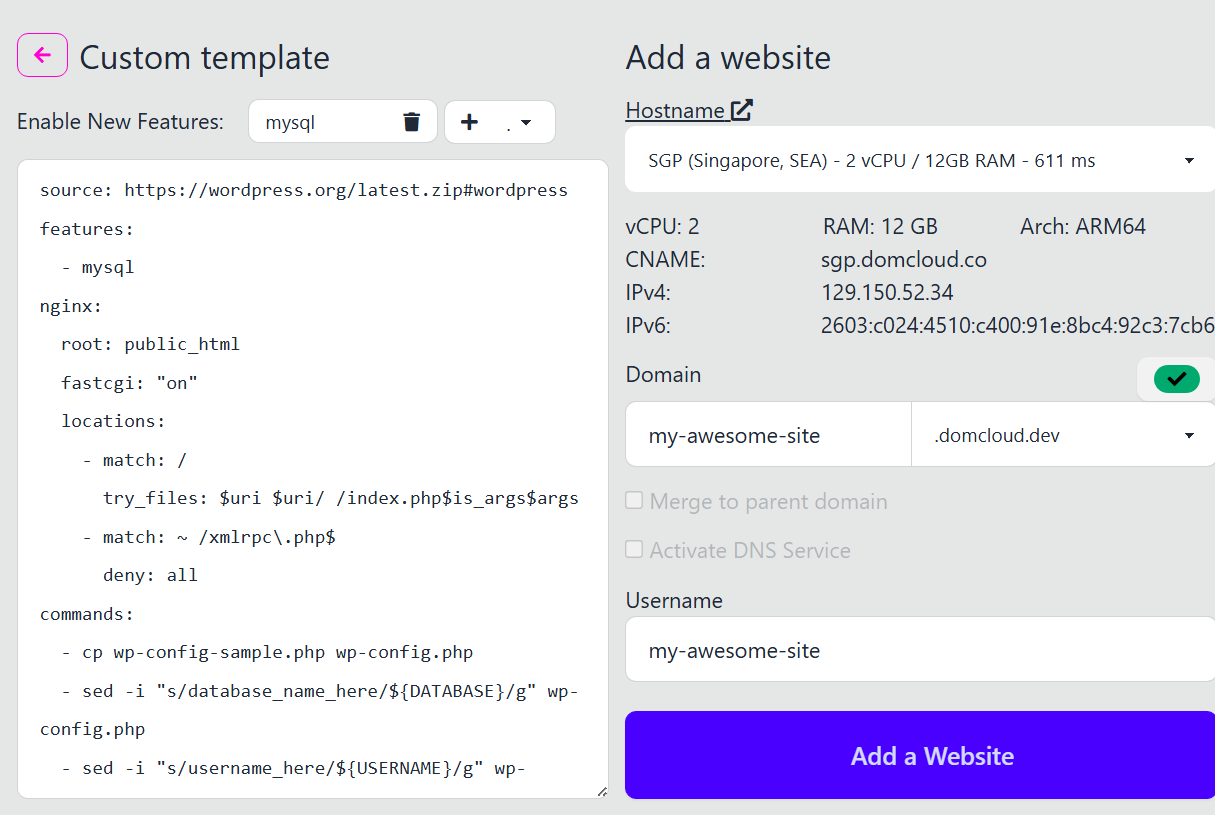 Custom template
Enable New Features:
mysql
.
source: https://wordpress.org/latest.zip#wordpress
features:
- mysql
nginx:
root: public_html
fastcgi: "on"
locations:
- match: /
try_files: $uri $uri/ /index.php$is_args$args
- match: ~ /xmlrpc\.php$
deny: all
commands:
- cp wp-config-sample.php wp-config.php
- sed -i "s/database_name_here/${DATABASE}/g" wp-
config.php
- sed -i "s/username_here/${USERNAME}/g" wp-
Add a website
Hostname
SGP (Singapore, SEA) - 2 vCPU / 12GB RAM - 611 ms
vCPU: 2 RAM: 12 GB Arch: ARM64
CNAME: sgp.domcloud.co
IPv4: 129.150.52.34
IPv6: 2603:c024:4510:c400:91e:8bc4:92c3:7cb6
Domain
my-awesome-site .domcloud.dev
Merge to parent domain
Activate DNS Service
Username
my-awesome-site
Add a Website